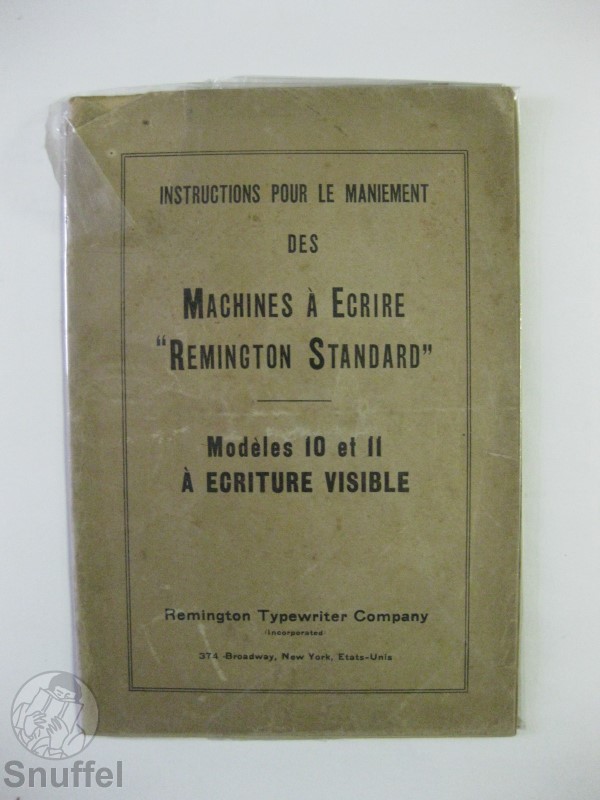 INSTRUCTIONS POUR LE MANIEMENT
DES
MACHINES À ECRIRE
"REMINGTON STANDARD"
Modèles 10 et 11
À ECRITURE VISIBLE
Remington Typewriter Company
Incorporated
374 Broadway, New York, Etats-Unis
Snuffel